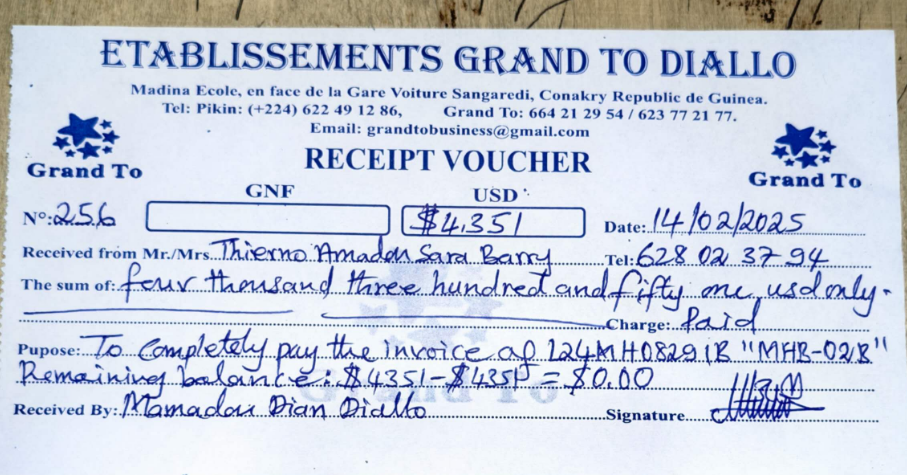 ETABLISSEMENTS GRAND TO DIALLO
Madina Ecole, en face de la Gare Voiture Sangaredi, Conakry Republic de Guinea.
Tel: Pikin: (+224) 622 49 12 86, Grand To: 664 21 29 54 / 623 77 21 77.
Email: grandtobusiness@gmail.com
RECEIPT VOUCHER
Grand To
Grand To
GNF USD
N°: 256 $4.351 Date: 14/02/2025
Received from Mr./Mrs. Thierno Amadou Sara Barry Tel: 628 02 37 94
The sum of: four thousand three hundred and fifty one usd only.
Charge: Paid
Pupose: To completely pay the invoice of L24MH0829 "MHB-02B"
Remaining balance: $4351-$4351 = $0.00
Received By: Mamadou Dian Diallo Signature